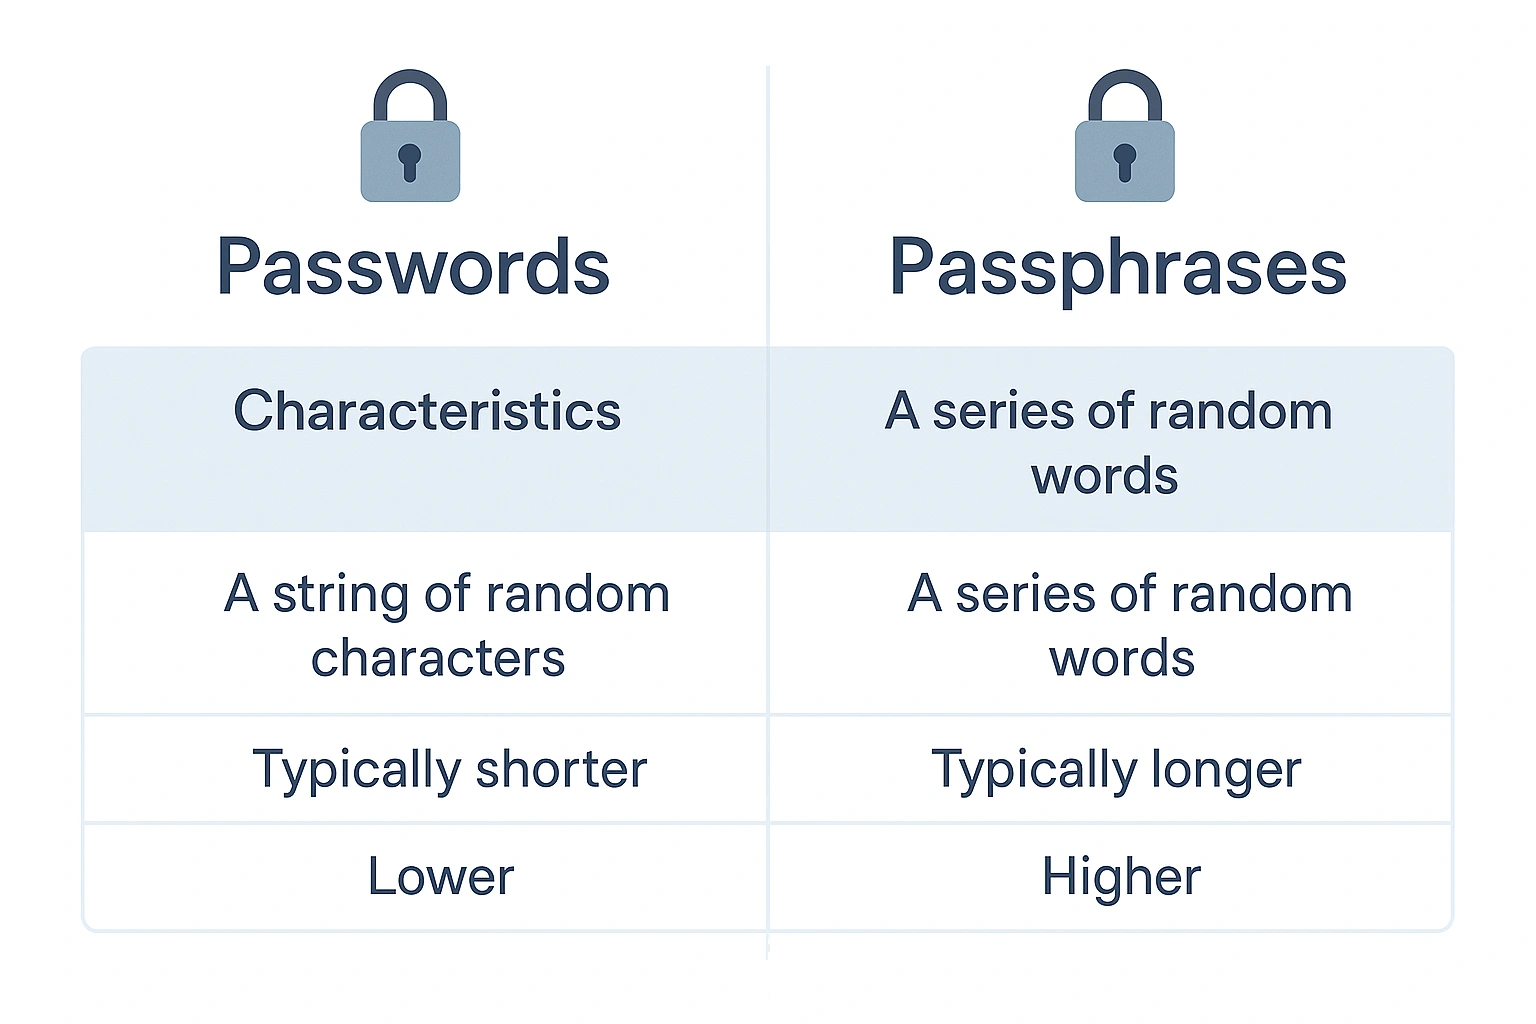 Passwords
Passphrases
Characteristics
A series of random
words
A string of random
characters
A series of random
words
Typically shorter
Typically longer
Lower
Higher